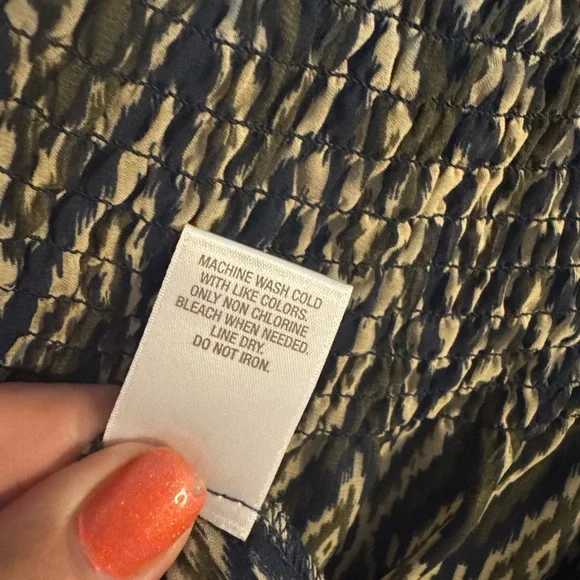 MACHINE WASH COLD
WITH LIKE COLORS.
ONLY NON CHLORINE
BLEACH WHEN NEEDED.
LINE DRY.
DO NOT IRON.